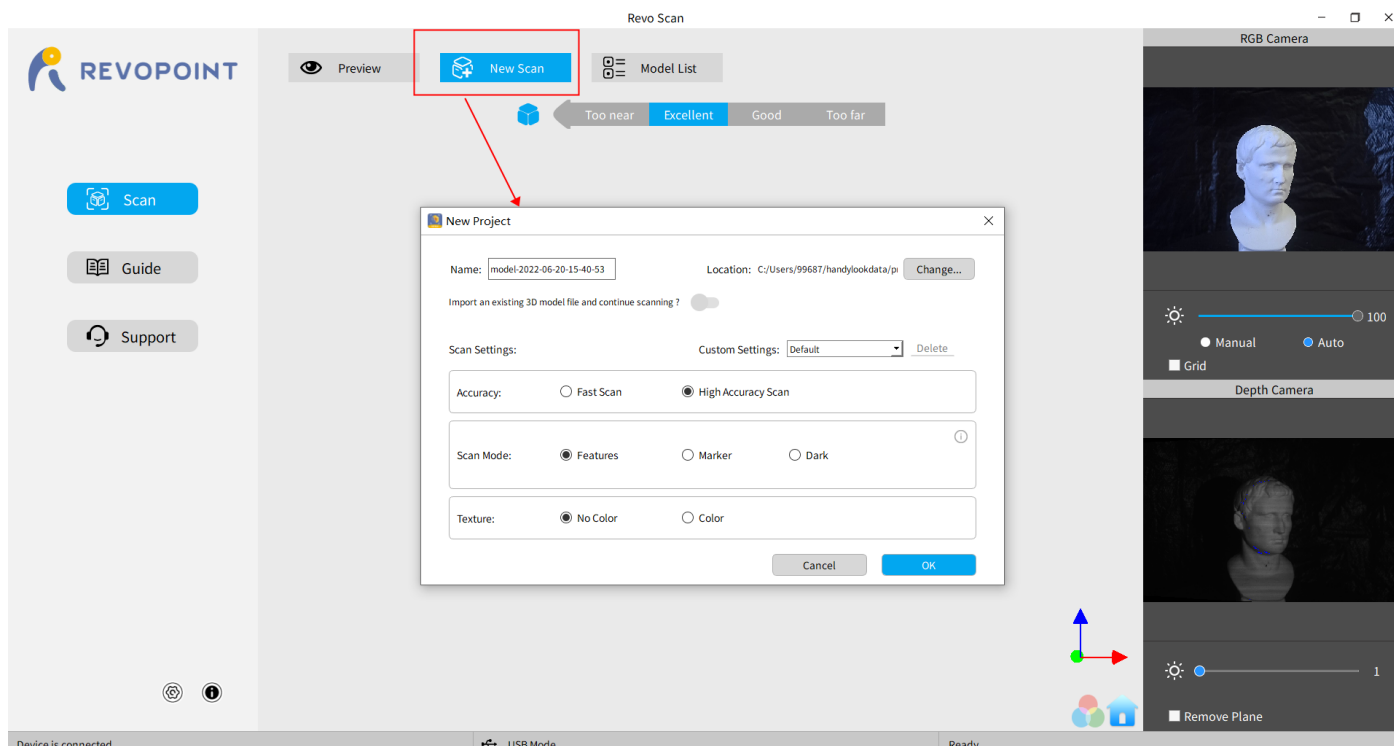 Revo Scan
REVOPOINT
Preview
New Scan
Model List
Too near
Excellent
Good
Too far
Scan
Guide
Support
New Project
Name: model-2022-06-20-15-40-53
Location: C:/Users/99687/handylookdata/p
Change...
Import an existing 3D model file and continue scanning ?
Scan Settings:
Custom Settings: Default
Delete
Accuracy:
Fast Scan
High Accuracy Scan
Scan Mode:
Features
Marker
Dark
Texture:
No Color
Color
Cancel
OK
RGB Camera
100
Manual
Auto
Grid
Depth Camera
1
Remove Plane
Device is connected
USB Mode
Ready